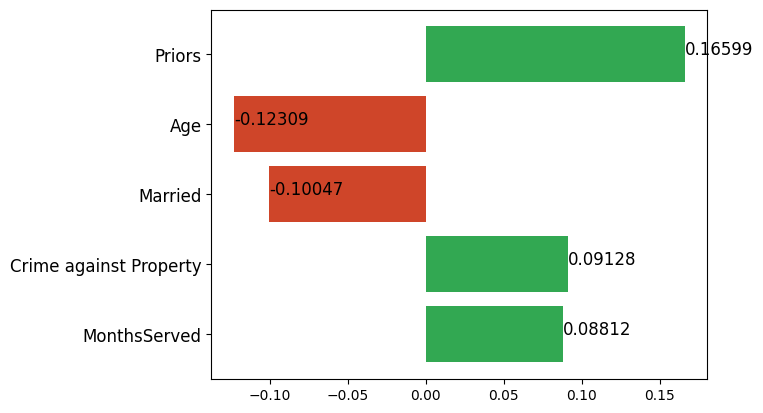 Priors 0.16599
Age -0.12309
Married -0.10047
Crime against Property 0.09128
MonthsServed 0.08812
−0.10 −0.05 0.00 0.05 0.10 0.15